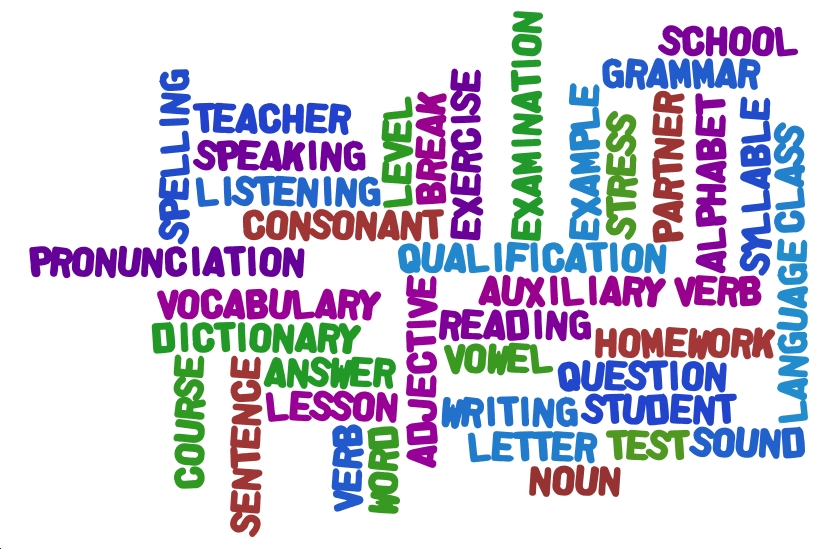 SCHOOL
GRAMMAR
SPELLING
TEACHER
SPEAKING
LISTENING
CONSONANT
LEVEL
BREAK
EXERCISE
EXAMINATION
EXAMPLE
STRESS
PARTNER
ALPHABET
SYLLABLE
LANGUAGE CLASS
PRONUNCIATION
QUALIFICATION
VOCABULARY
AUXILIARY VERB
DICTIONARY
ADJECTIVE
READING
HOMEWORK
VOWEL
COURSE
SENTENCE
ANSWER
QUESTION
LESSON
WRITING
STUDENT
VERB
WORD
LETTER
TEST
SOUND
NOUN